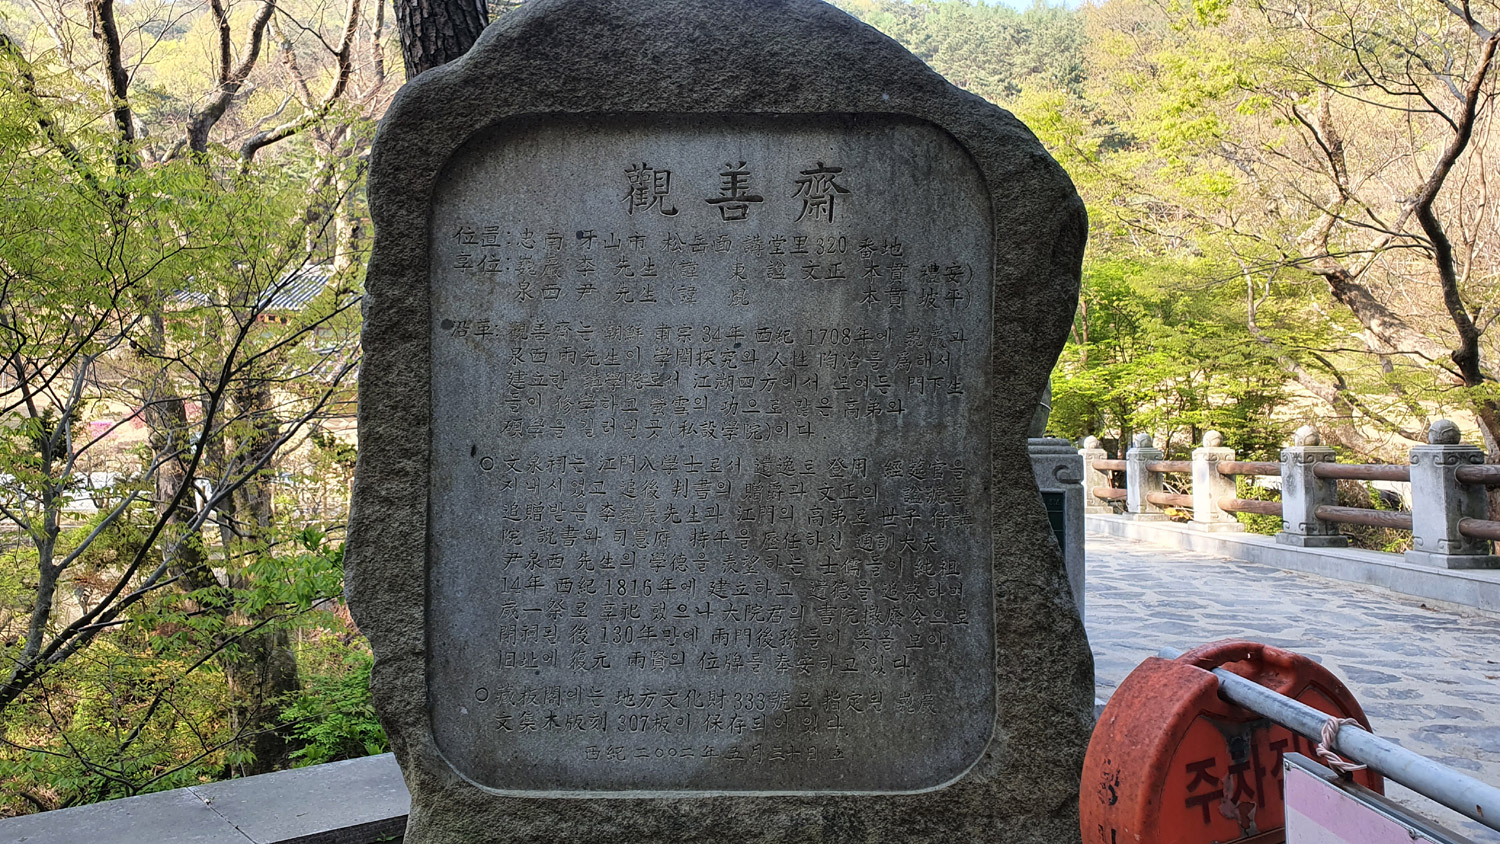 觀善齋
位置: 忠南 牙山市 松岳面 講堂里 320 番地
享位: 巍巖 李 先生 (諱 柬 諡 文正 本貫 禮安)
泉西 尹 先生 (諱 焜 本貫 坡平)
沿革: 觀善齋는 朝鮮 肅宗 34年 西紀 1708年에 巍巖과
泉西 兩先生의 學問探究와 人性 陶冶를 爲해서
建立한 講學院로서 江湖四方에서 모여든 門下生
들이 修學하고 螢雪의 功으로 많은 高弟와
碩學을 길러낸곳(私設學院)이다.
○ 文泉祠는 江門八學士로서 遺逸로 登用 經筵官을
지내시었고 追後 判書의 贈爵과 文正의 諡號를
追贈받은 李巍巖先生과 江門의 高弟로 世子 侍講
院 說書와 司憲府 持平을 歷任하신 通訓大夫
尹泉西 先生의 學德을 羨望하는 士儒들이 純祖
14年 西紀 1816年에 建立하고 道德을 追慕하며
歲一祭로 享祀 했으나 大院君의 書院撤廢令으로
閉祠된 後 130年만에 兩門後孫들이 뜻을 모아
旧址에 復元 兩賢의 位牌를 奉安하고 있다.
○ 藏板閣에는 地方文化財 333號로 指定된 巍巖
文集木版刻 307板이 保存되어 있다.
西紀 二○○二年 五月 三十日 立
주차금